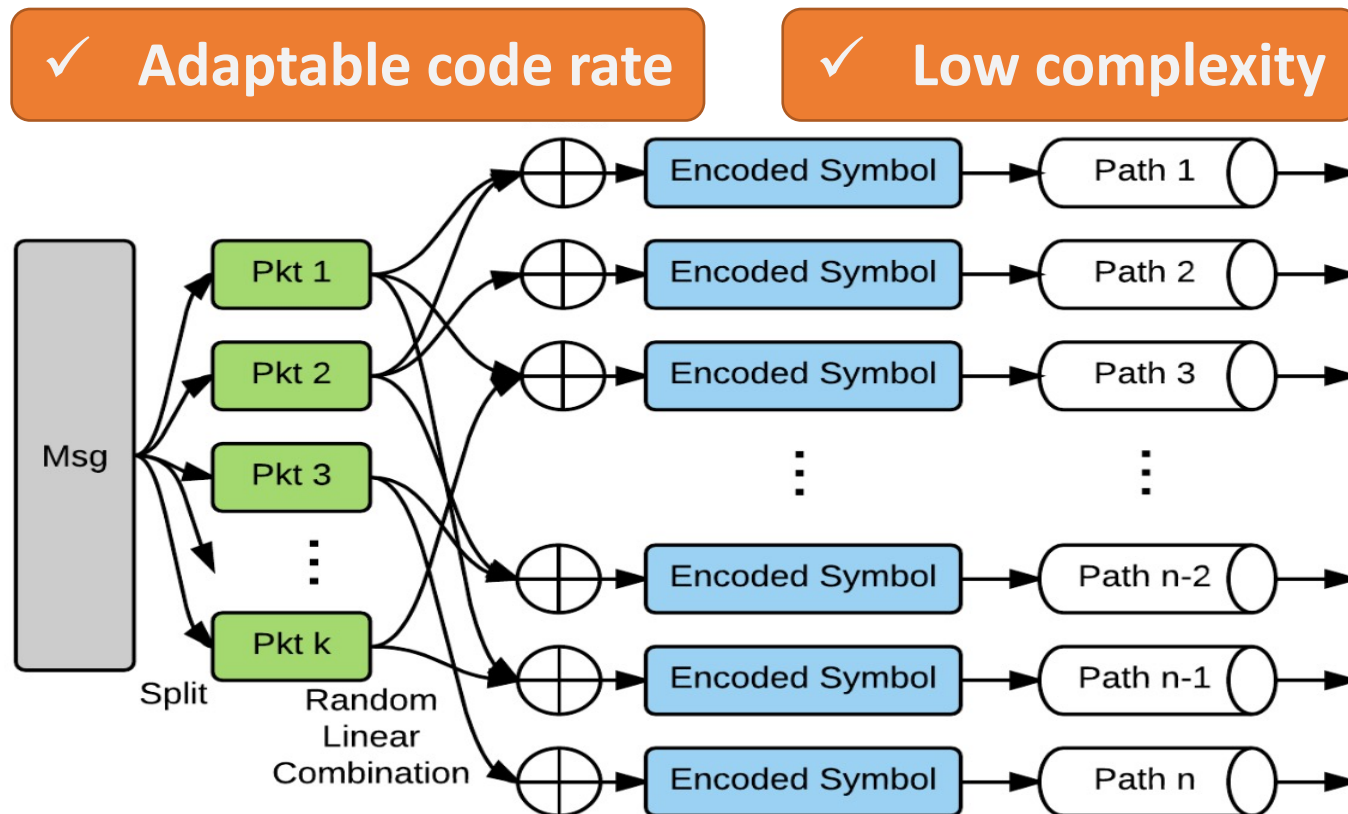 ✓ Adaptable code rate
✓ Low complexity
Msg
Split
Pkt 1
Pkt 2
Pkt 3
⋮
Pkt k
Random
Linear
Combination
Encoded Symbol
Path 1
Encoded Symbol
Path 2
Encoded Symbol
Path 3
⋮
⋮
Encoded Symbol
Path n-2
Encoded Symbol
Path n-1
Encoded Symbol
Path n